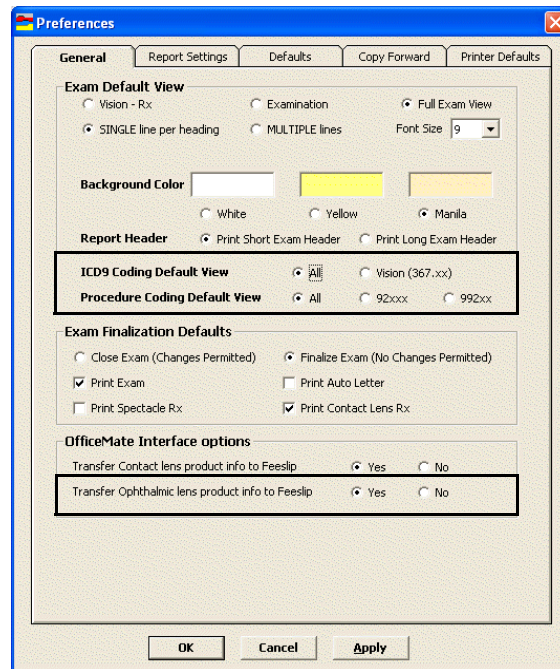 Preferences
General Report Settings Defaults Copy Forward Printer Defaults
Exam Default View
Vision - Rx Examination Full Exam View
SINGLE line per heading MULTIPLE lines Font Size 9
Background Color
White Yellow Manila
Report Header Print Short Exam Header Print Long Exam Header
ICD9 Coding Default View All Vision (367.xx)
Procedure Coding Default View All 92xxx 992xx
Exam Finalization Defaults
Close Exam (Changes Permitted) Finalize Exam (No Changes Permitted)
Print Exam Print Auto Letter
Print Spectacle Rx Print Contact Lens Rx
OfficeMate Interface options
Transfer Contact lens product info to Feeslip Yes No
Transfer Ophthalmic lens product info to Feeslip Yes No
OK Cancel Apply